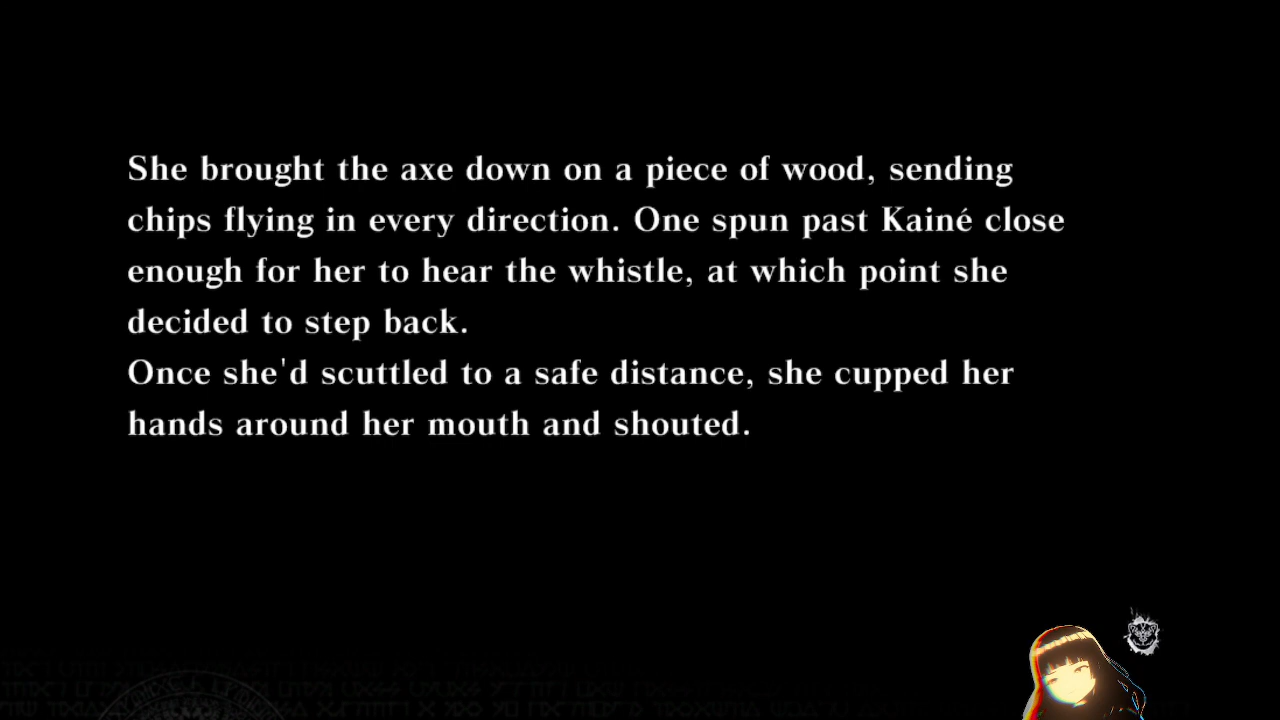 She brought the axe down on a piece of wood, sending
chips flying in every direction. One spun past Kainé close
enough for her to hear the whistle, at which point she
decided to step back.
Once she'd scuttled to a safe distance, she cupped her
hands around her mouth and shouted.